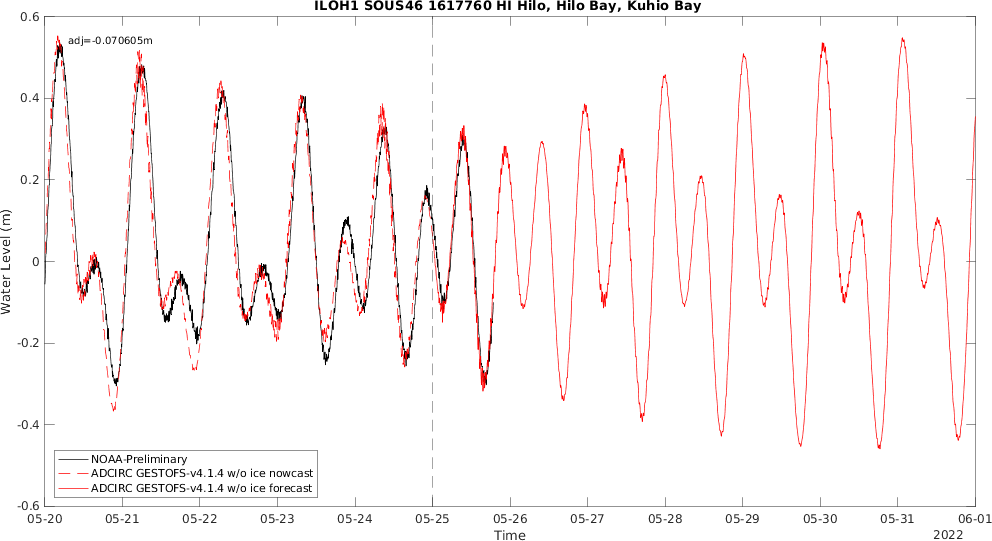 ILOH1 SOUS46 1617760 HI Hilo, Hilo Bay, Kuhio Bay
adj=-0.070605m
0.6
0.4
0.2
0
-0.2
-0.4
-0.6
Water Level (m)
NOAA-Preliminary
ADCIRC GESTOFS-v4.1.4 w/o ice nowcast
ADCIRC GESTOFS-v4.1.4 w/o ice forecast
05-20 05-21 05-22 05-23 05-24 05-25 05-26 05-27 05-28 05-29 05-30 05-31 06-01
Time
2022